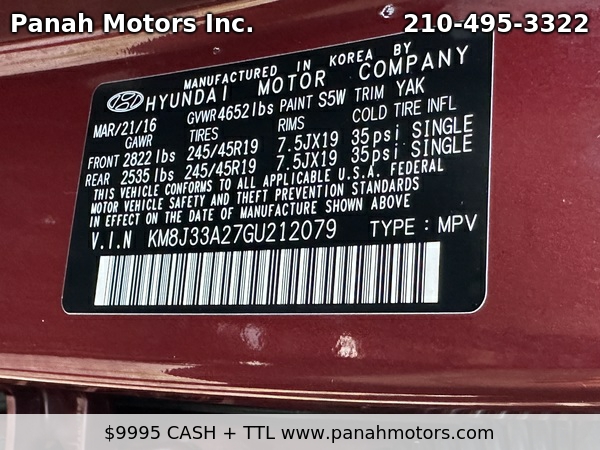 Panah Motors Inc. 210-495-3322
MANUFACTURED IN KOREA BY
HYUNDAI MOTOR COMPANY
MAR/21/16 GVWR 4652lbs PAINT S5W TRIM YAK
GAWR TIRES RIMS COLD TIRE INFL
FRONT 2822 lbs 245/45R19 7.5JX19 35psi SINGLE
REAR 2535 lbs 245/45R19 7.5JX19 35psi SINGLE
THIS VEHICLE CONFORMS TO ALL APPLICABLE U.S.A. FEDERAL
MOTOR VEHICLE SAFETY AND THEFT PREVENTION STANDARDS
IN EFFECT ON THE DATE OF MANUFACTURE SHOWN ABOVE
V.I.N KM8J33A27GU212079 TYPE : MPV
$9995 CASH + TTL www.panahmotors.com